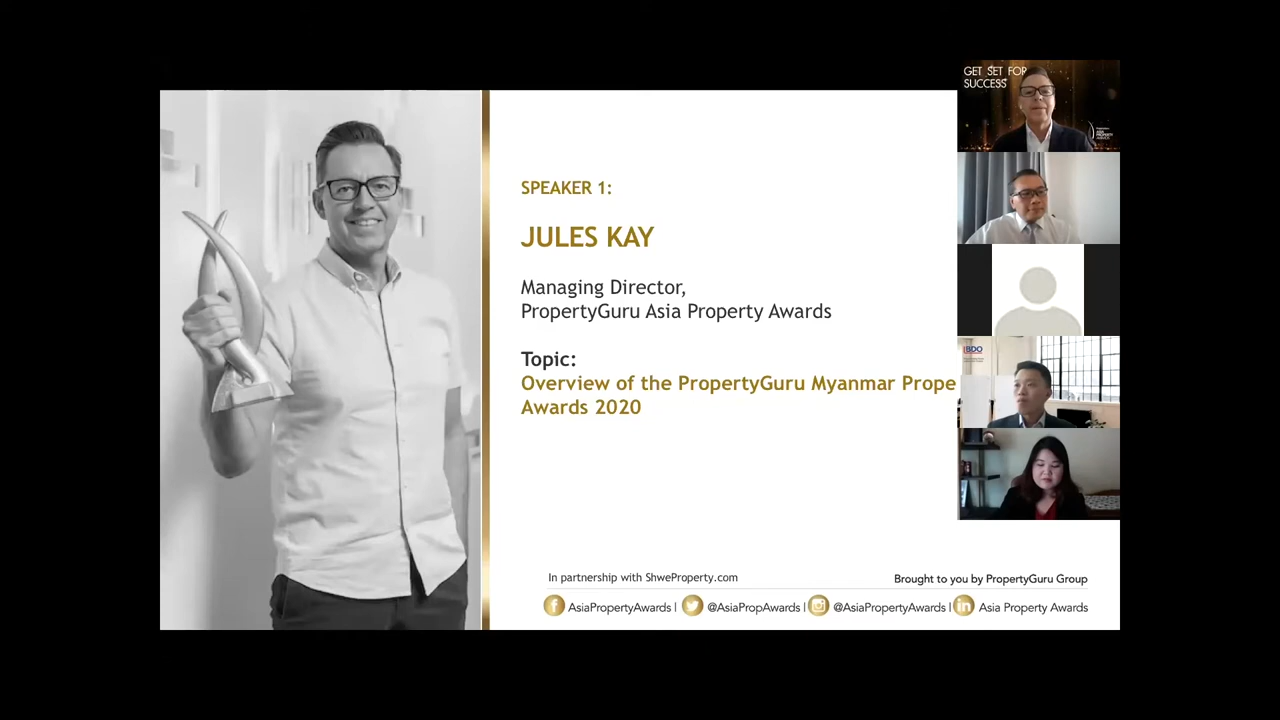 GET SET FOR
SUCCESS
SPEAKER 1:
JULES KAY
Managing Director,
PropertyGuru Asia Property Awards
Topic:
Overview of the PropertyGuru Myanmar Prope
Awards 2020
BDO
In partnership with ShweProperty.com
Brought to you by PropertyGuru Group
AsiaPropertyAwards | @AsiaPropAwards | @AsiaPropertyAwards | Asia Property Awards